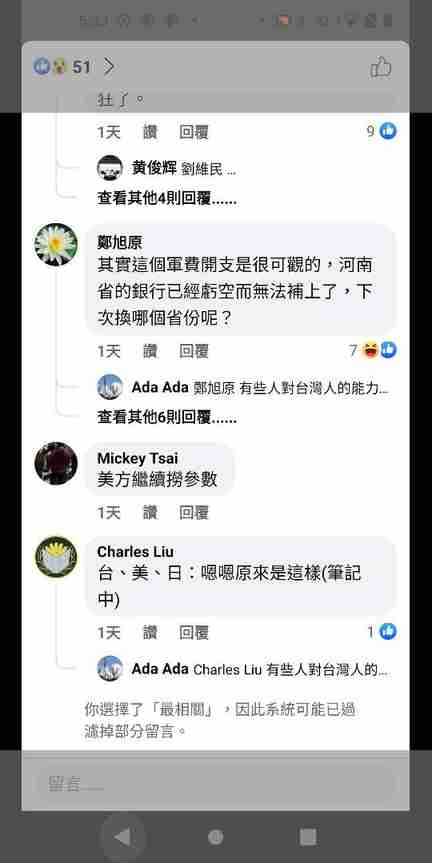 51
狂了。
1天 讚 回覆 9
黄俊辉 劉維民 ...
查看其他4則回覆......
鄭旭原
其實這個軍費開支是很可觀的，河南
省的銀行已經虧空而無法補上了，下
次換哪個省份呢？
1天 讚 回覆 7
Ada Ada 鄭旭原 有些人對台灣人的能力...
查看其他6則回覆......
Mickey Tsai
美方繼續撈參數
1天 讚 回覆
Charles Liu
台、美、日：嗯嗯原來是這樣(筆記
中)
1天 讚 回覆 1
Ada Ada Charles Liu 有些人對台灣人的...
你選擇了「最相關」，因此系統可能已過
濾掉部分留言。
留言......